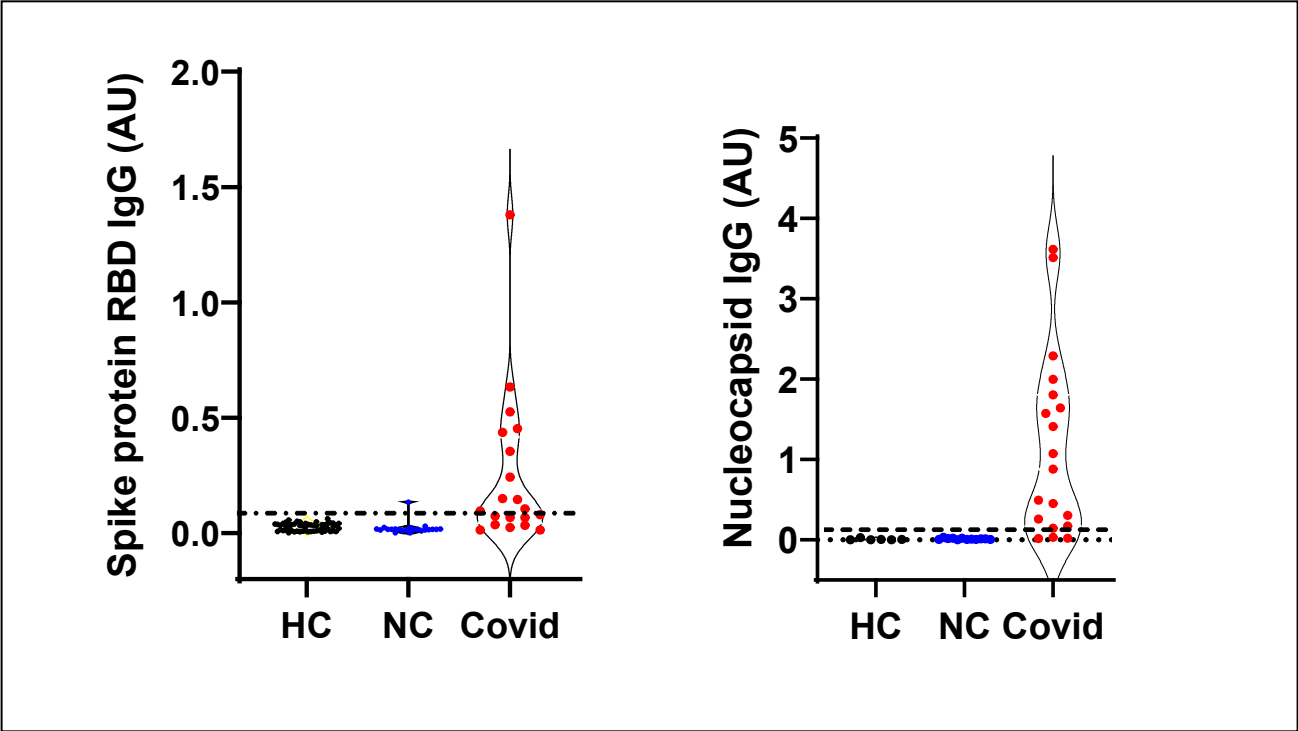 Spike protein RBD IgG (AU)
2.0
1.5
1.0
0.5
0.0
HC NC Covid
Nucleocapsid IgG (AU)
5
4
3
2
1
0
HC NC Covid